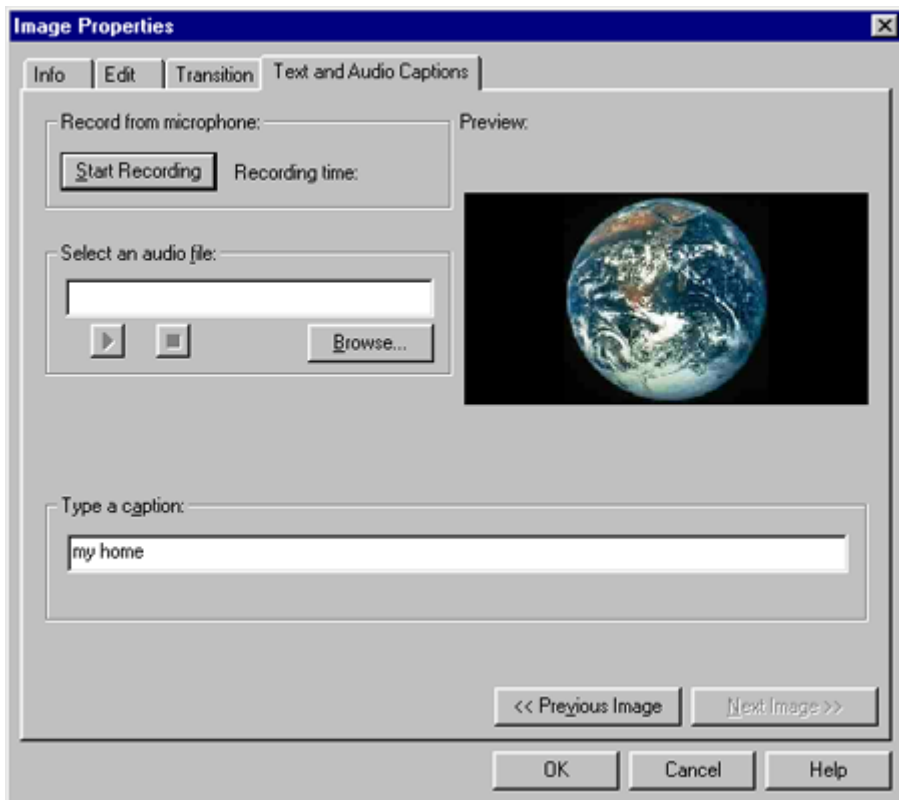 Image Properties
Info Edit Transition Text and Audio Captions
Record from microphone:
Start Recording Recording time:
Preview:
Select an audio file:
Browse...
Type a caption:
my home
<< Previous Image Next Image >>
OK Cancel Help